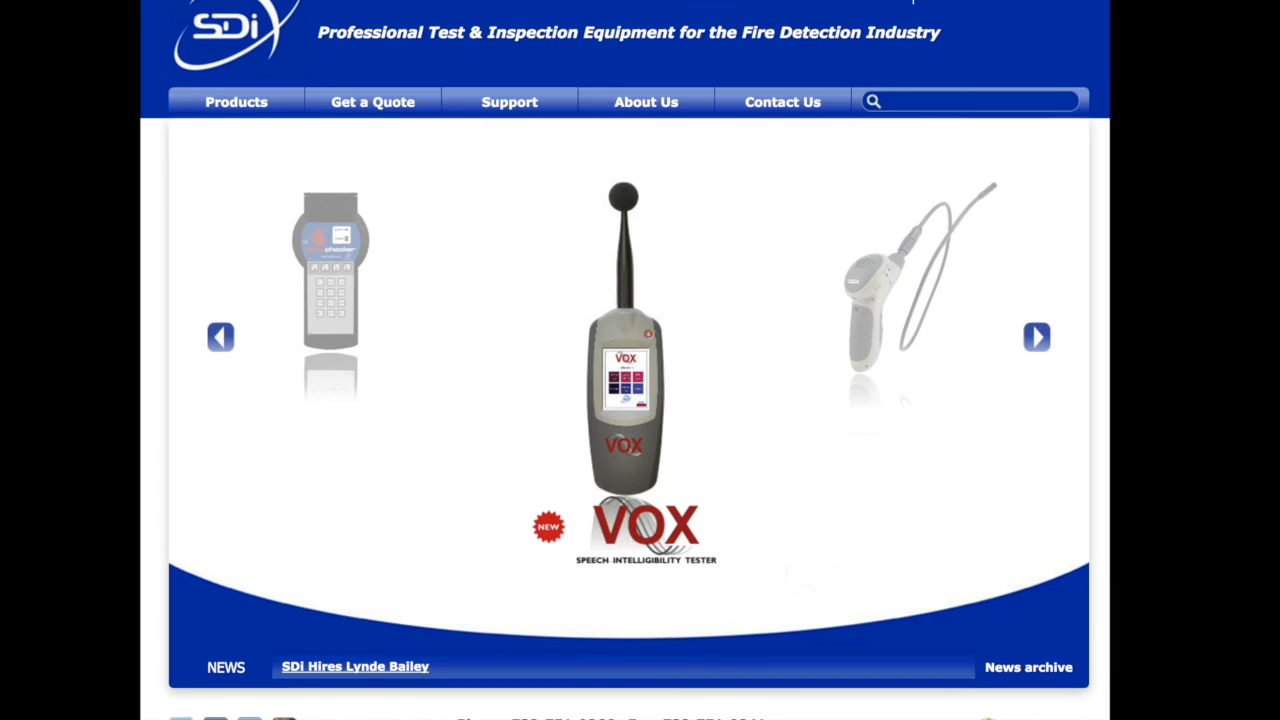 SDi
Professional Test & Inspection Equipment for the Fire Detection Industry
Products
Get a Quote
Support
About Us
Contact Us
checker
VOX
VOX
NEW
VOX
SPEECH INTELLIGIBILITY TESTER
NEWS
SDi Hires Lynde Bailey
News archive